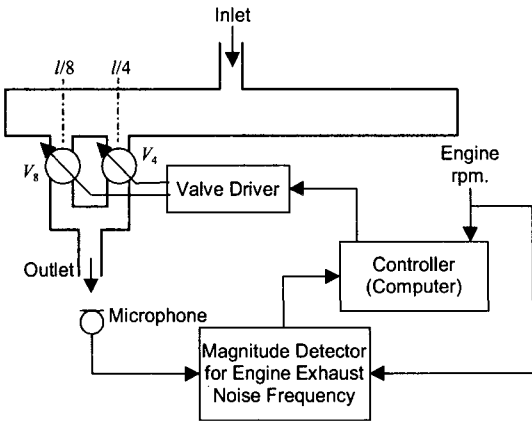 Inlet
l/8
l/4
V8
V4
Valve Driver
Engine
rpm.
Outlet
Controller
(Computer)
Microphone
Magnitude Detector
for Engine Exhaust
Noise Frequency